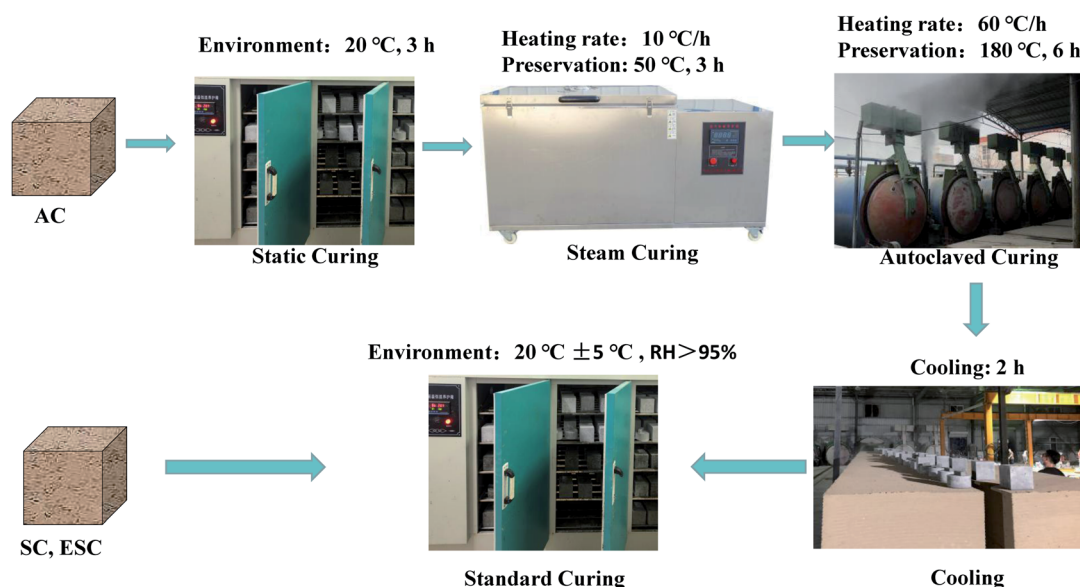 Environment：20 ℃, 3 h
Heating rate：10 ℃/h
Preservation: 50 ℃, 3 h
Heating rate：60 ℃/h
Preservation: 180 ℃, 6 h
AC
Static Curing
Steam Curing
Autoclaved Curing
Environment：20 ℃ ±5 ℃ , RH＞95%
Cooling: 2 h
SC, ESC
Standard Curing
Cooling